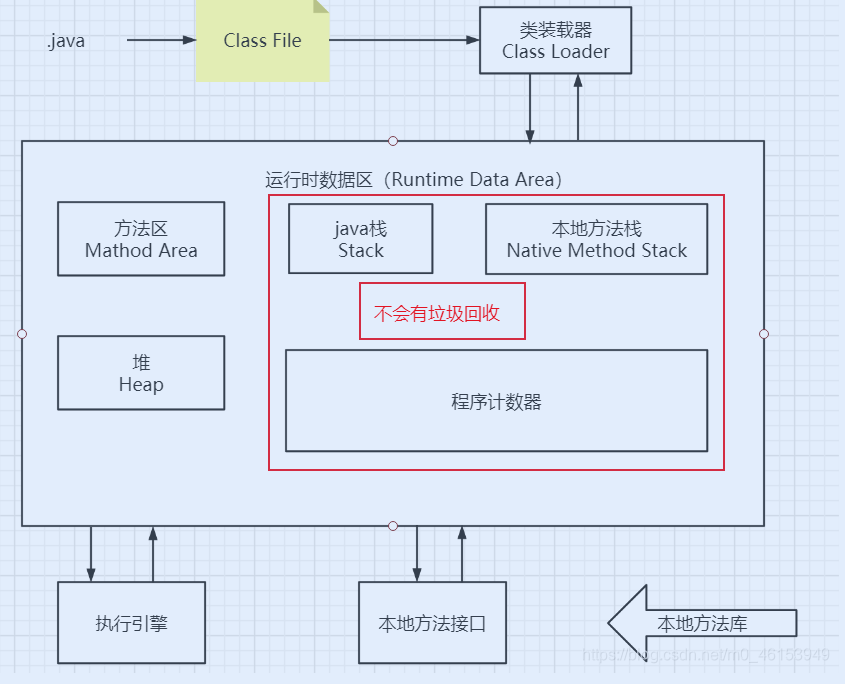 .java
Class File
类装载器
Class Loader
运行时数据区（Runtime Data Area）
方法区
Mathod Area
java栈
Stack
本地方法栈
Native Method Stack
不会有垃圾回收
堆
Heap
程序计数器
执行引擎
本地方法接口
本地方法库
https://blog.csdn.net/m0_46153949